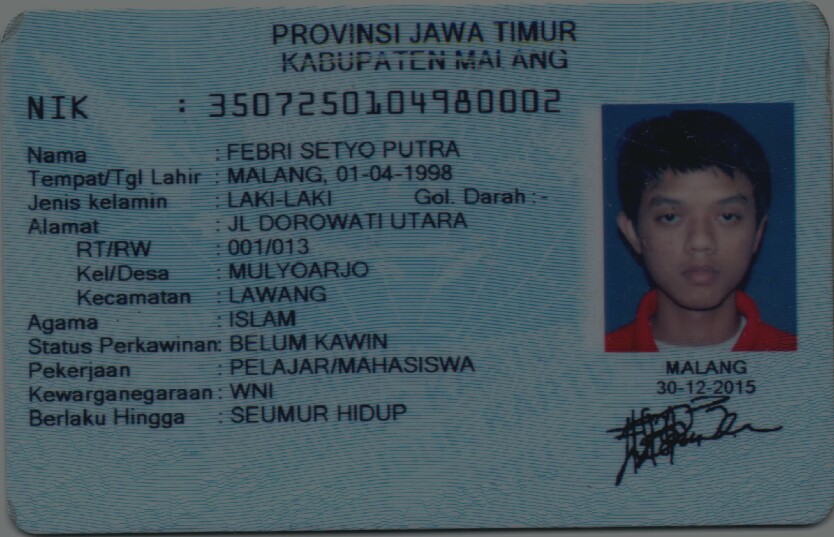 PROVINSI JAWA TIMUR
KABUPATEN MALANG
NIK : 3507250104980002
Nama : FEBRI SETYO PUTRA
Tempat/Tgl Lahir : MALANG, 01-04-1998
Jenis kelamin : LAKI-LAKI Gol. Darah : -
Alamat : JL DOROWATI UTARA
RT/RW : 001/013
Kel/Desa : MULYOARJO
Kecamatan : LAWANG
Agama : ISLAM
Status Perkawinan: BELUM KAWIN
Pekerjaan : PELAJAR/MAHASISWA
Kewarganegaraan : WNI
Berlaku Hingga : SEUMUR HIDUP
MALANG
30-12-2015